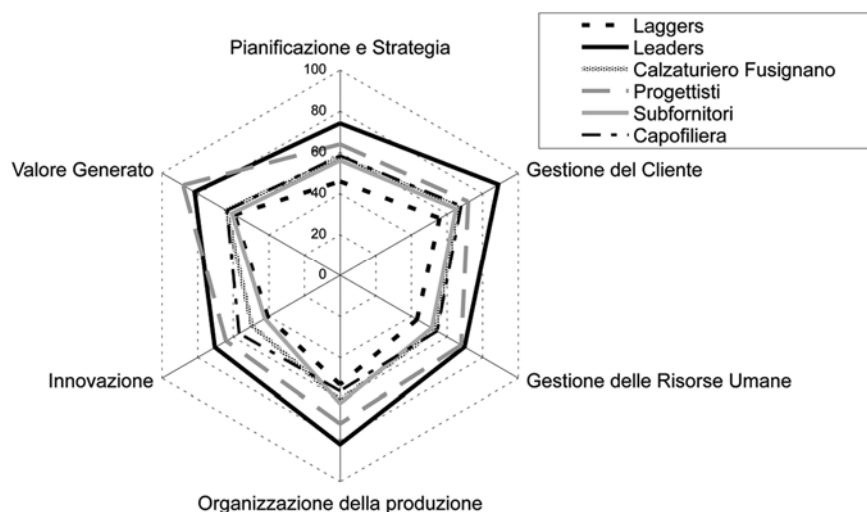 Laggers
Leaders
Calzaturiero Fusignano
Progettisti
Subfornitori
Capofiliera
Pianificazione e Strategia
100
80
60
40
20
0
Valore Generato
Gestione del Cliente
Innovazione
Gestione delle Risorse Umane
Organizzazione della produzione